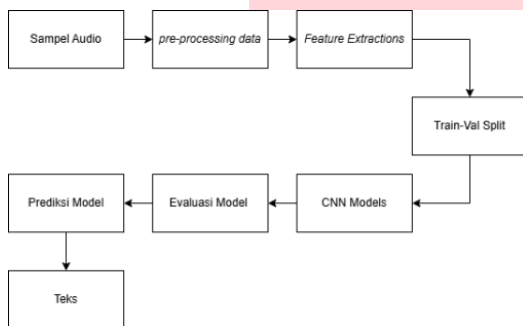 Sampel Audio
pre-processing data
Feature Extractions
Train-Val Split
CNN Models
Evaluasi Model
Prediksi Model
Teks